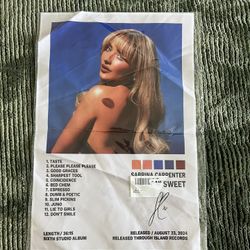 SABRINA CARPENTER
SWEET
1. TASTE
2. PLEASE PLEASE PLEASE
3. GOOD GRACES
4. SHARPEST TOOL
5. COINCIDENCE
6. BED CHEM
7. ESPRESSO
8. DUMB & POETIC
9. SLIM PICKINS
10. JUNO
11. LIE TO GIRLS
12. DON'T SMILE
LENGTH/ 36:15
SIXTH STUDIO ALBUM
RELEASED / AUGUST 23, 2024
RELEASED THROUGH ISLAND RECORDS